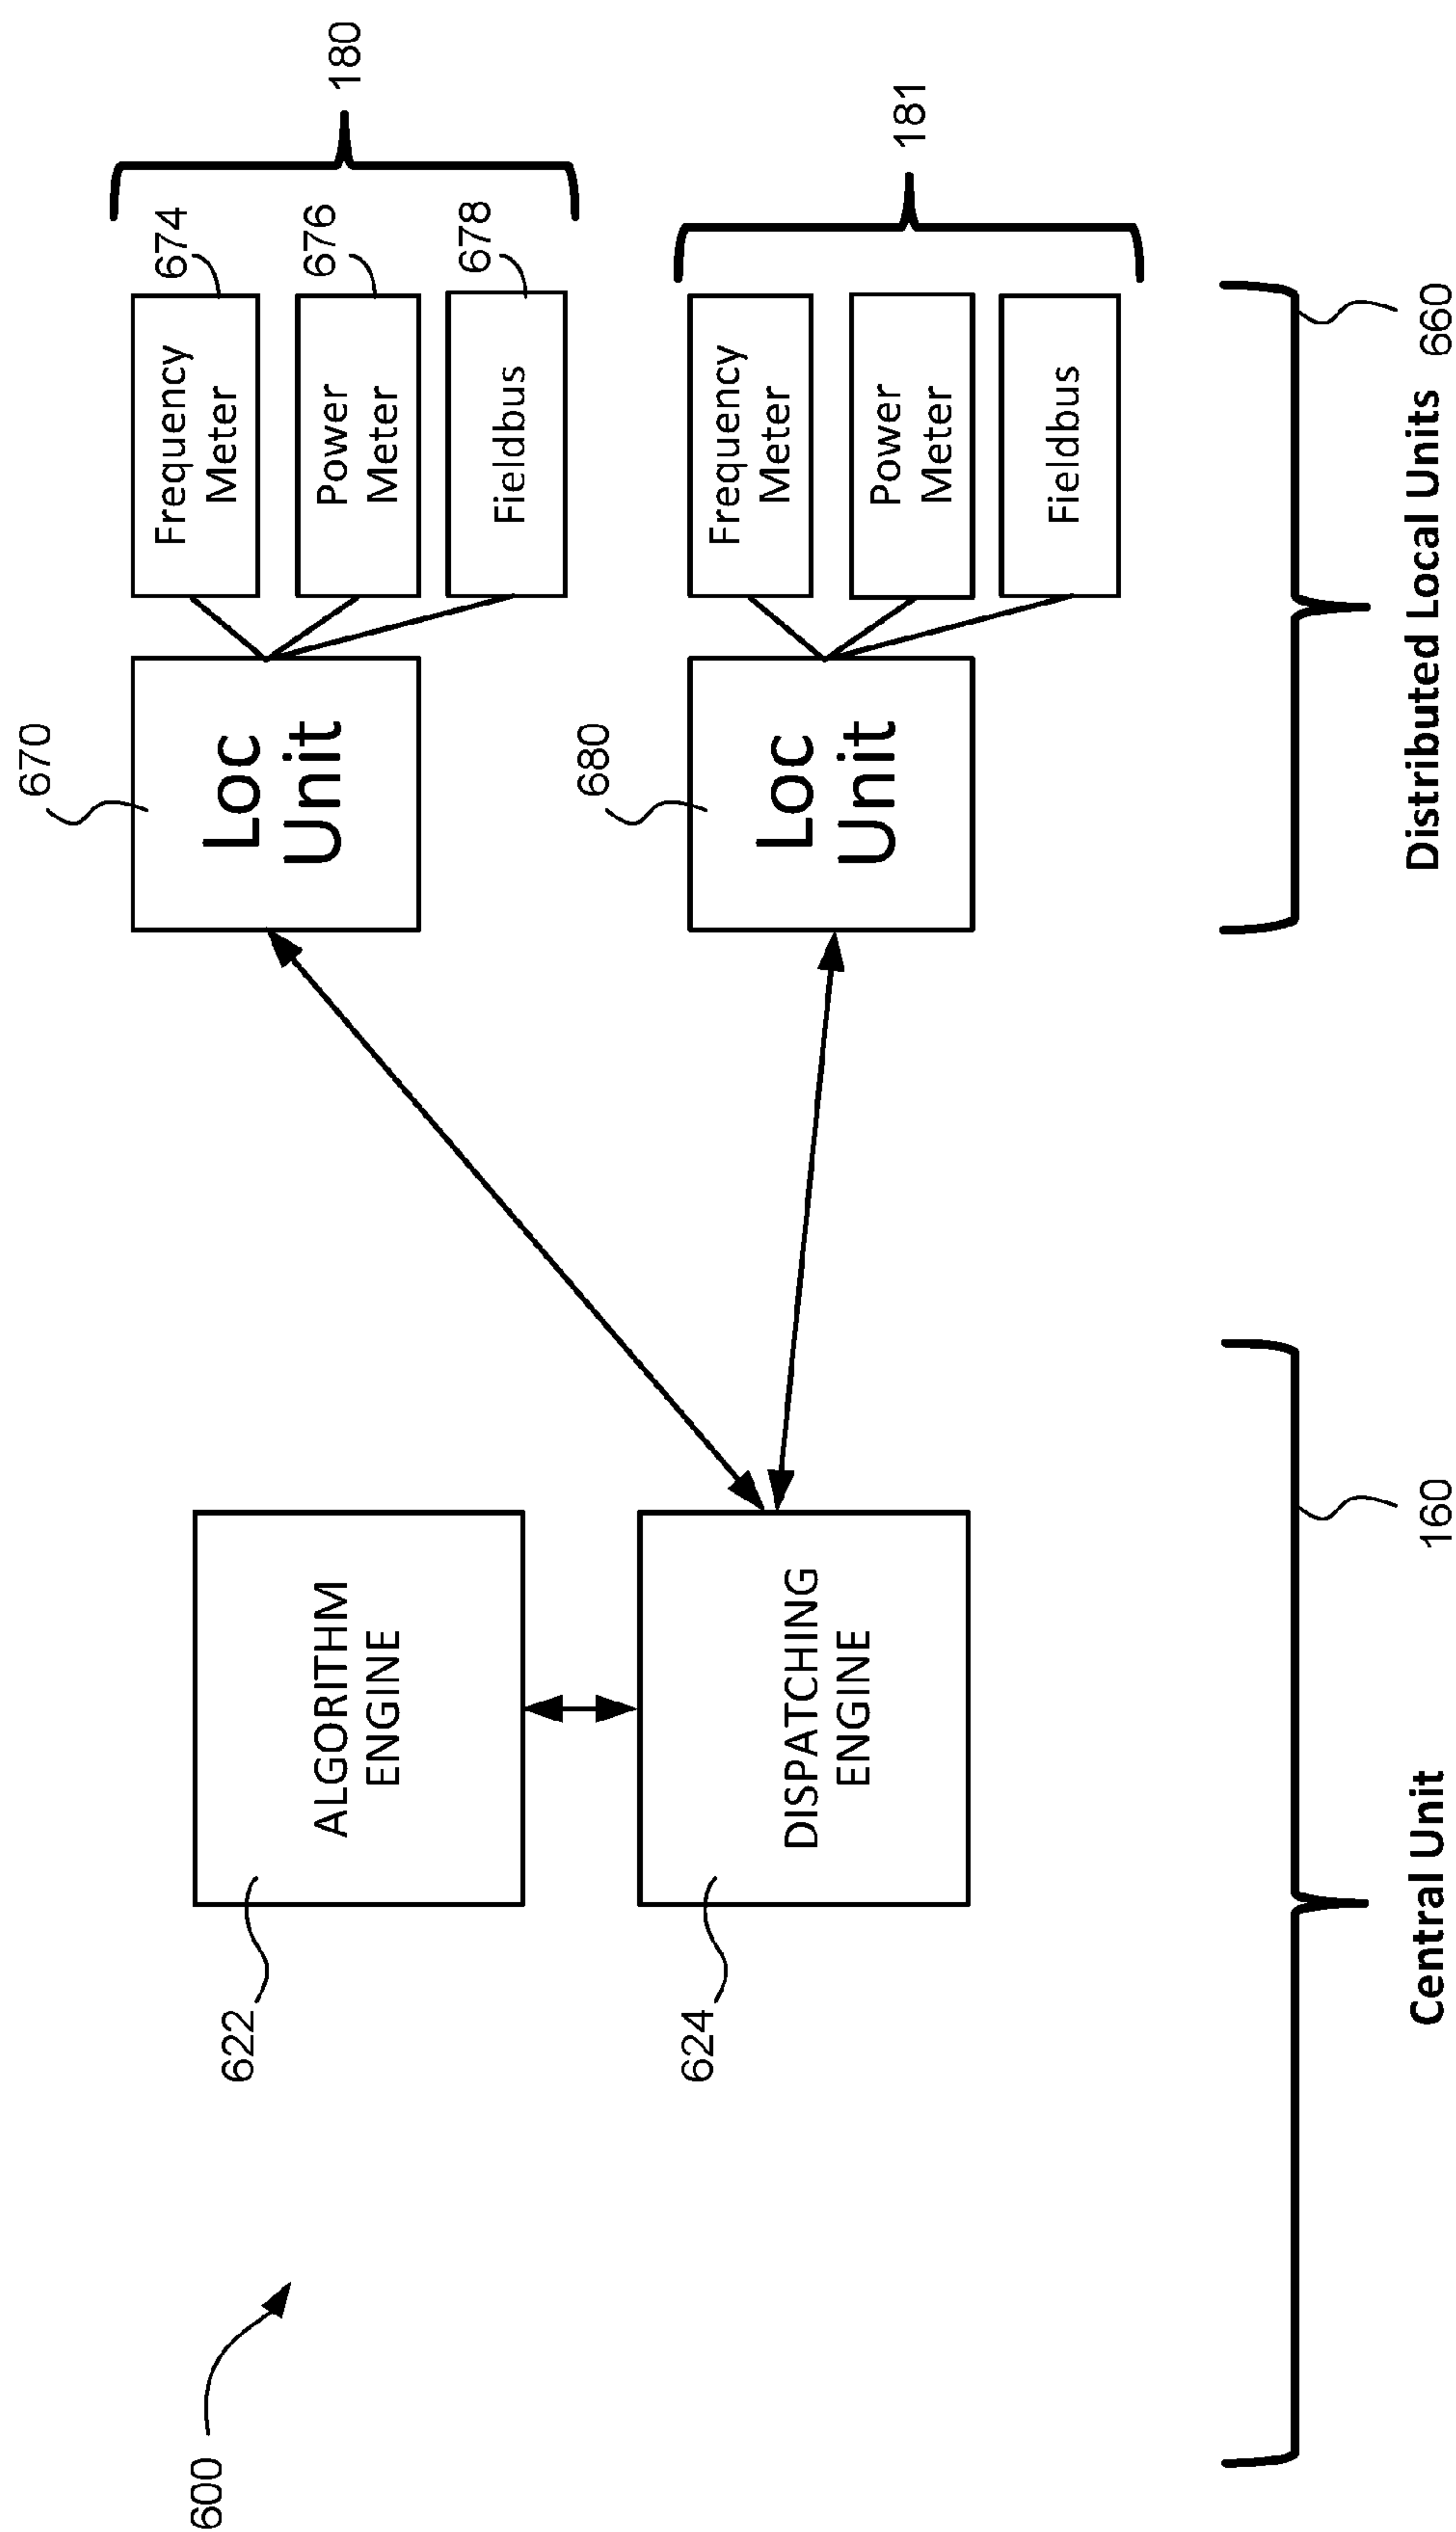 600
622
ALGORITHM
ENGINE
624
DISPATCHING
ENGINE
Central Unit
160
670
Loc
Unit
Frequency
Meter
674
Power
Meter
676
Fieldbus
678
180
680
Loc
Unit
Frequency
Meter
Power
Meter
Fieldbus
181
Distributed Local Units
660